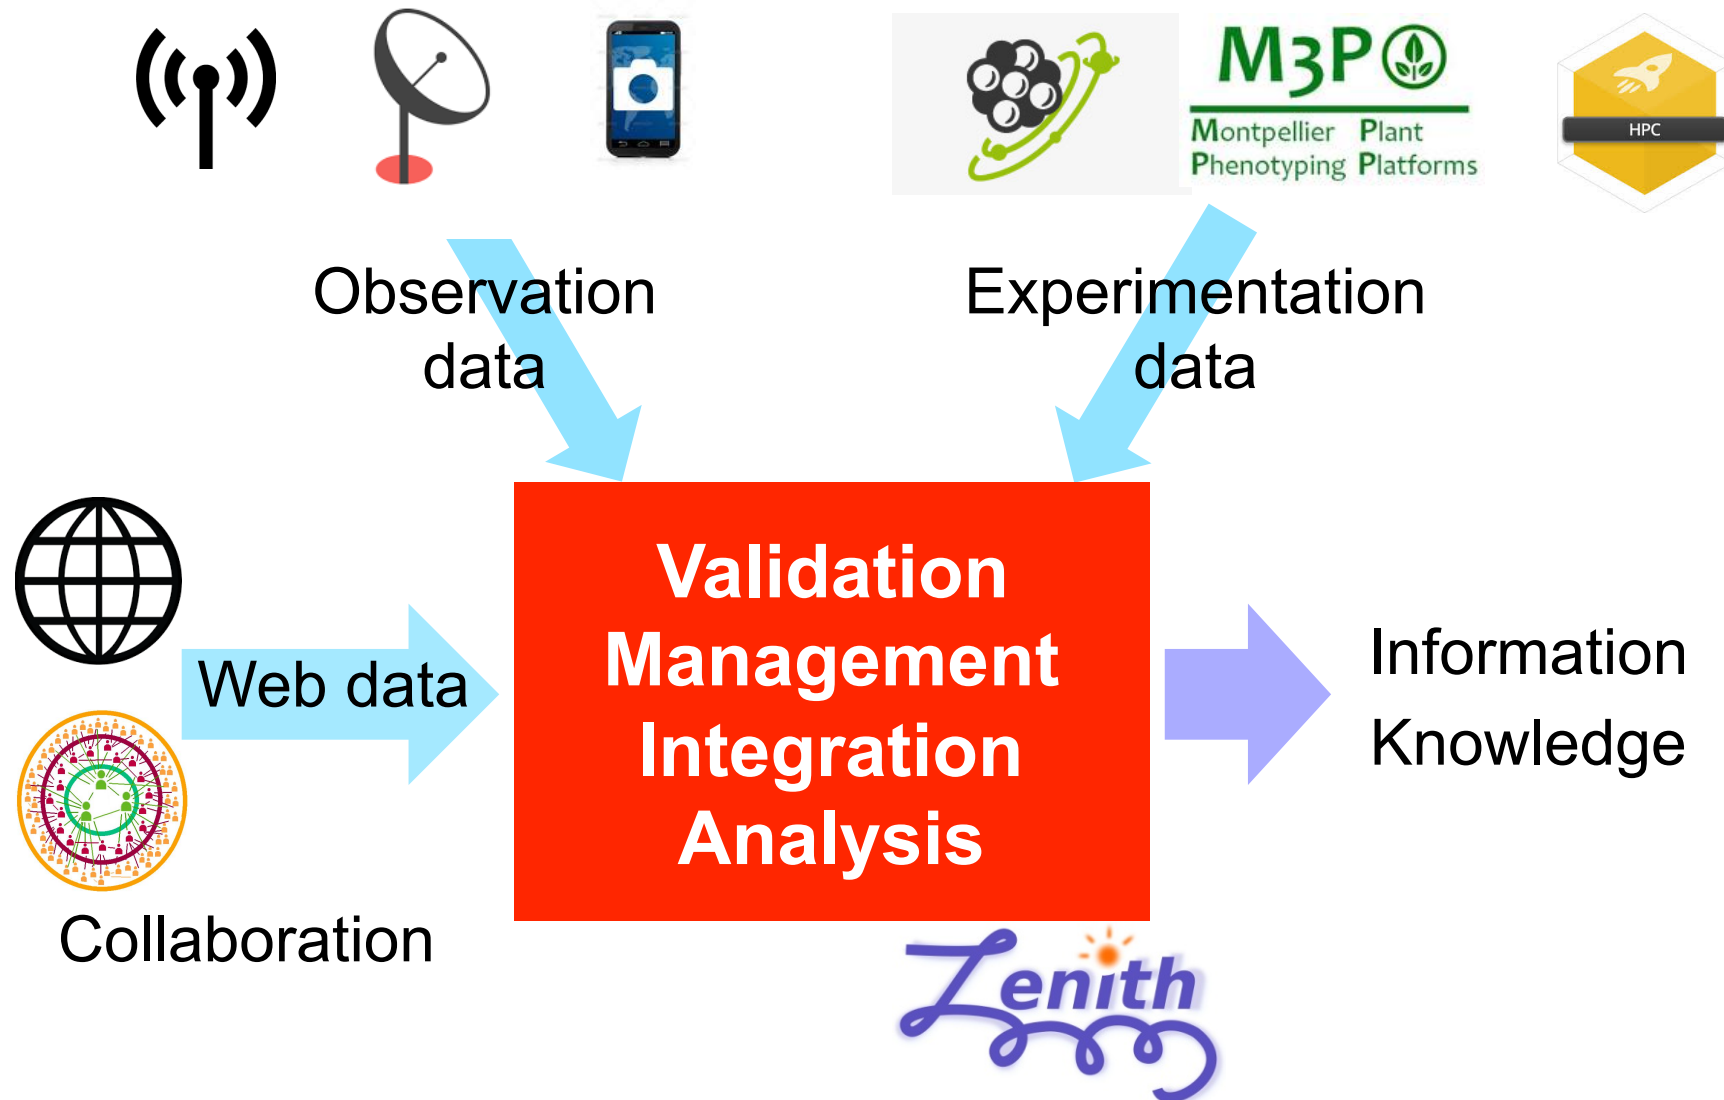 M3P
Montpellier Plant
Phenotyping Platforms
HPC
Observation
data
Experimentation
data
Web data
Validation
Management
Integration
Analysis
Information
Knowledge
Collaboration
Zenith